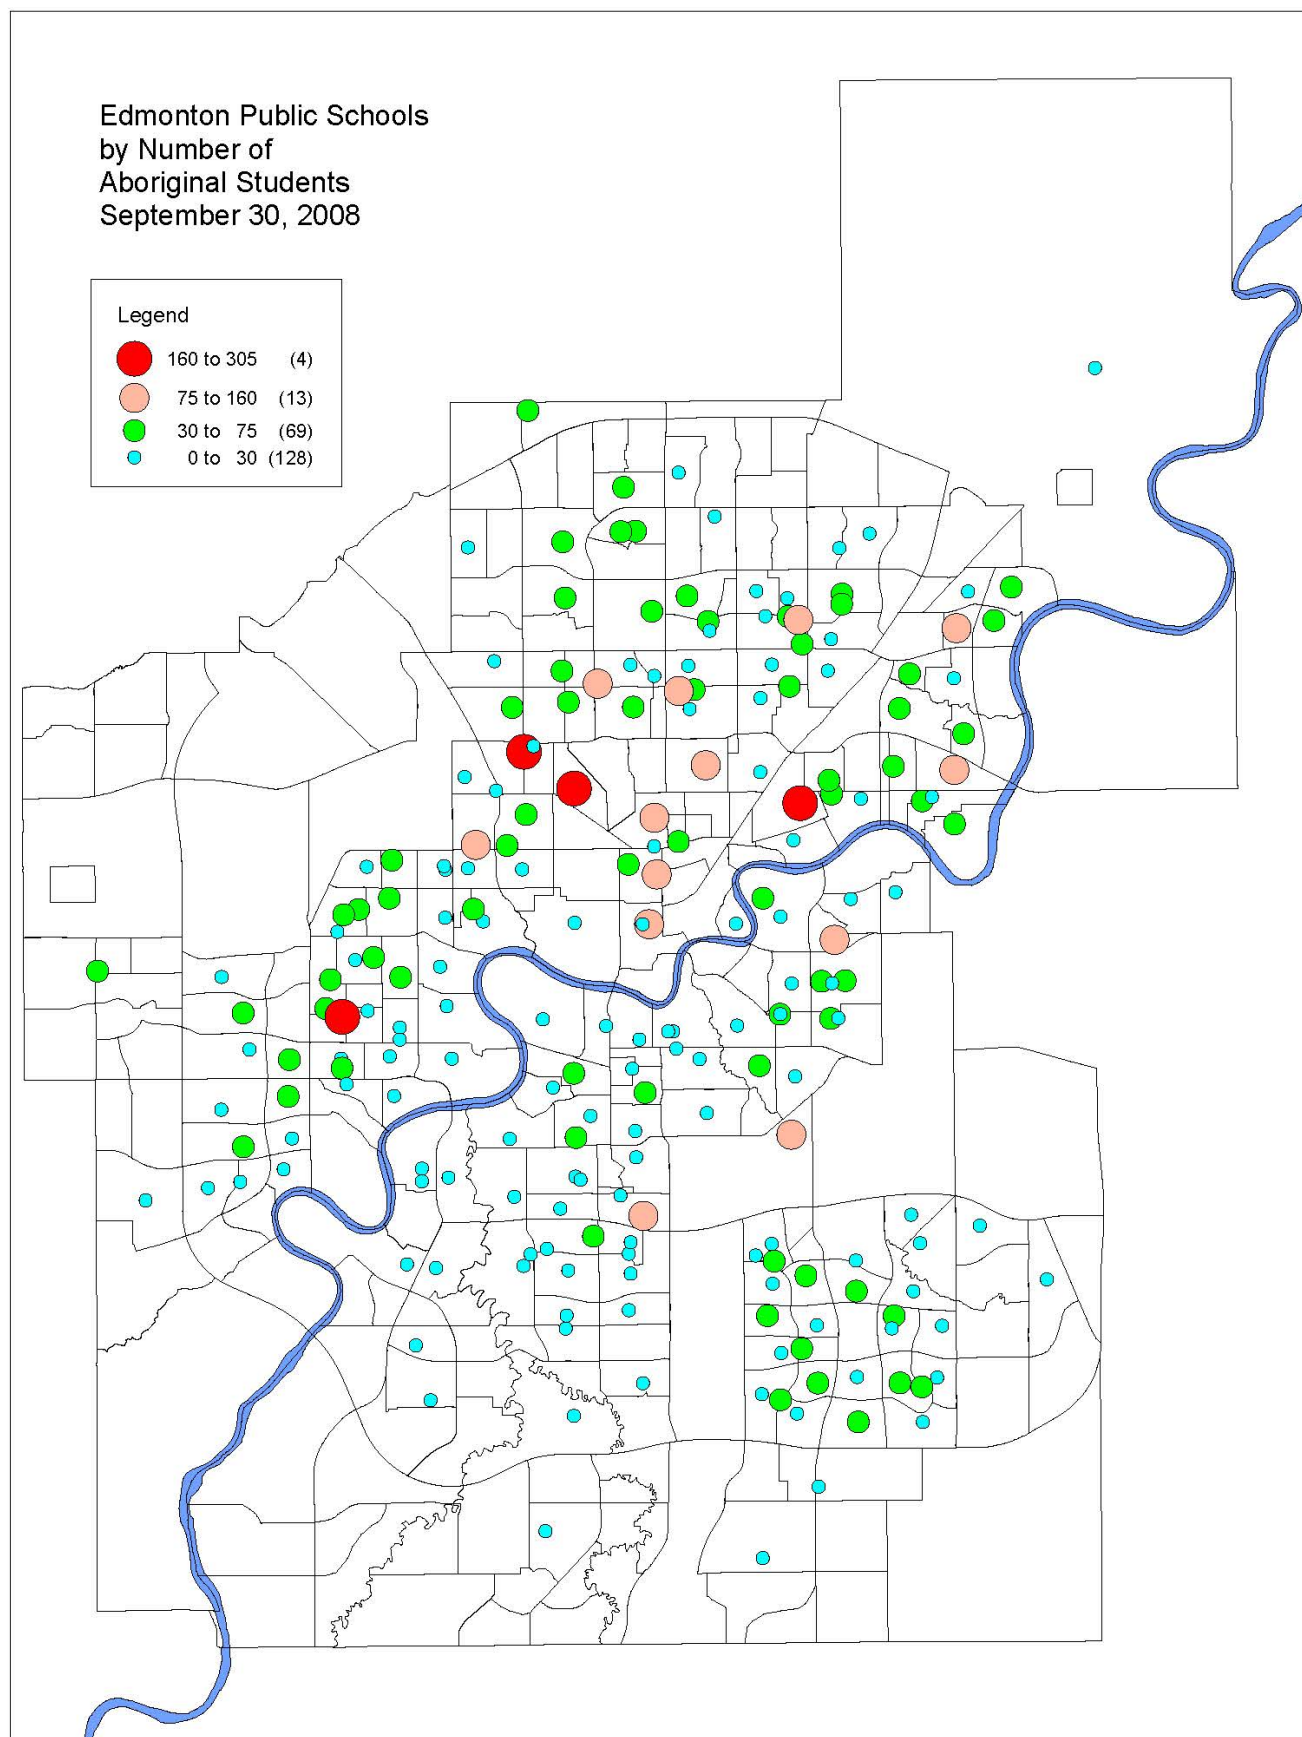 Edmonton Public Schools
by Number of
Aboriginal Students
September 30, 2008
Legend
160 to 305 (4)
75 to 160 (13)
30 to 75 (69)
0 to 30 (128)